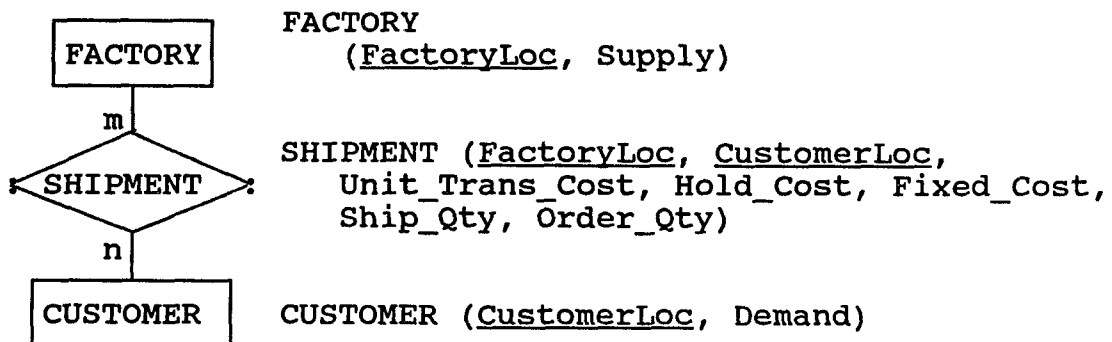 FACTORY
FACTORY
(FactoryLoc, Supply)
m
SHIPMENT
SHIPMENT (FactoryLoc, CustomerLoc,
Unit_Trans_Cost, Hold_Cost, Fixed_Cost,
Ship_Qty, Order_Qty)
n
CUSTOMER
CUSTOMER (CustomerLoc, Demand)